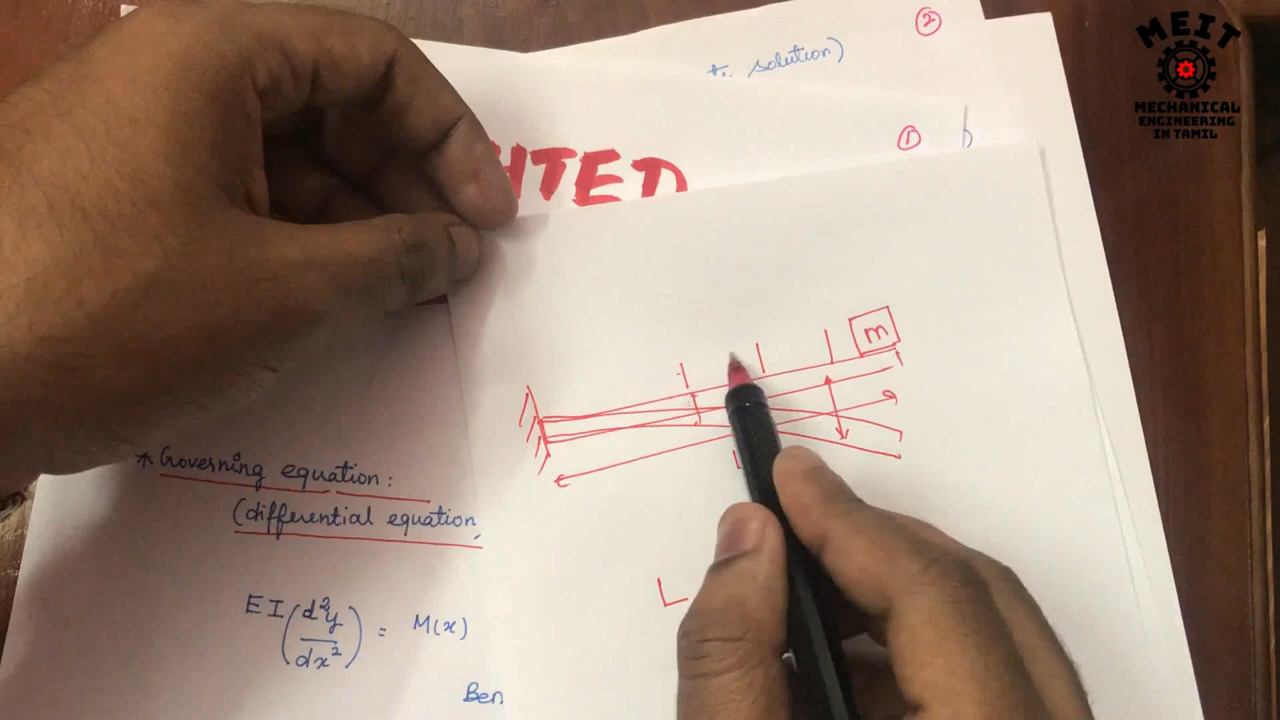 ②
MEIT
MECHANICAL
ENGINEERING
IN TAMIL
solution)
①
HTED
m
L
* Governing equation:
(differential equation
EI(d²y/dx²) = M(x)
Ben